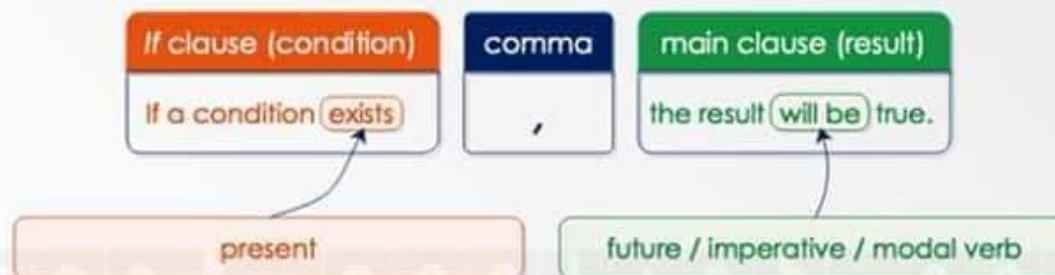 If clause (condition)
comma
main clause (result)
If a condition exists
,
the result will be true.
present
future / imperative / modal verb